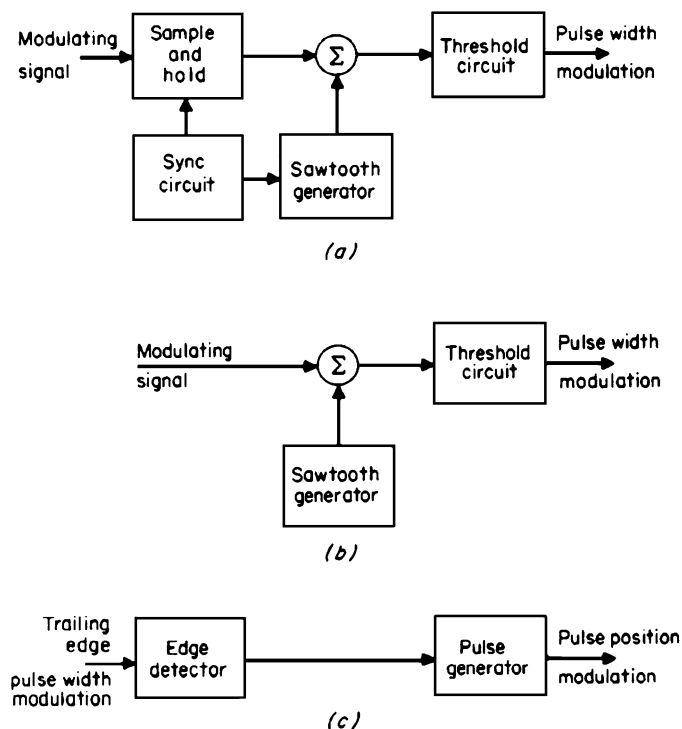 Modulating
signal
Sample
and
hold
Σ
Threshold
circuit
Pulse width
modulation
Sync
circuit
Sawtooth
generator
(a)
Modulating
signal
Σ
Threshold
circuit
Pulse width
modulation
Sawtooth
generator
(b)
Trailing
edge
pulse width
modulation
Edge
detector
Pulse
generator
Pulse position
modulation
(c)